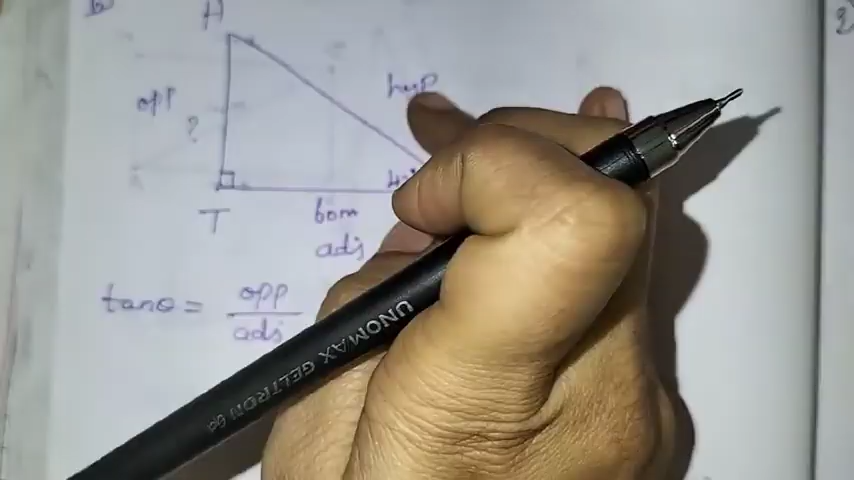 H
opp
hyp
?
T
60m
adj
tanθ = opp
adj
UNOMAX GELTRON